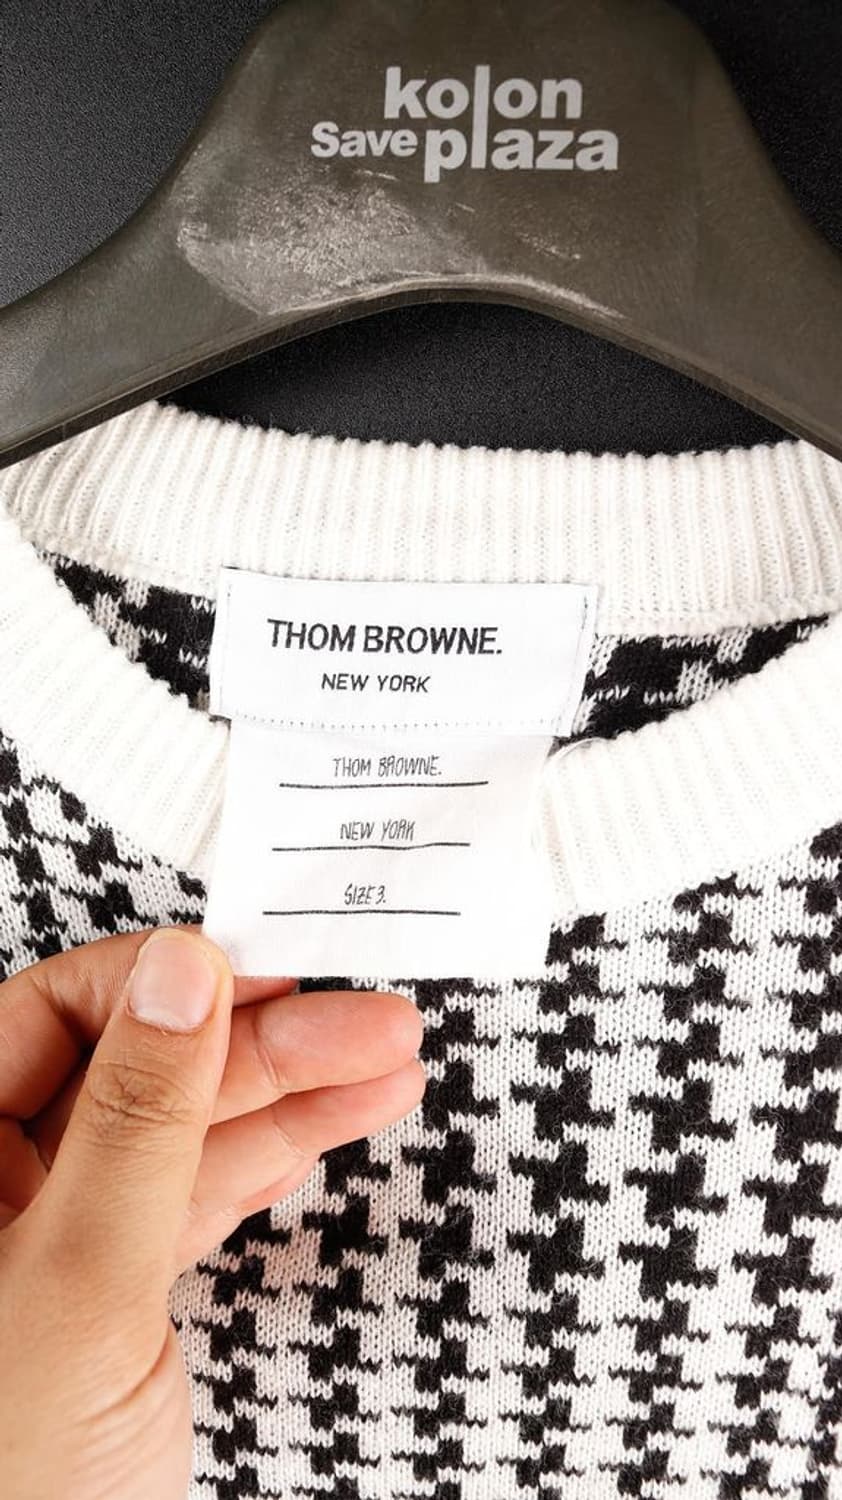 kolon
Save plaza
THOM BROWNE.
NEW YORK
THOM BROWNE.
NEW YORK
SIZE 3.